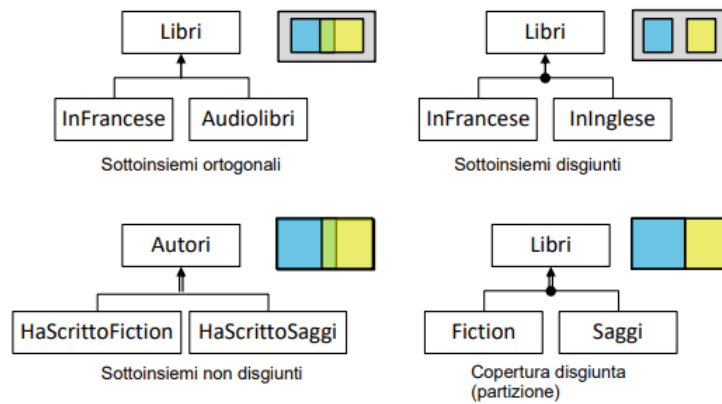 Libri
InFrancese
Audiolibri
Sottoinsiemi ortogonali
Libri
InFrancese
InInglese
Sottoinsiemi disgiunti
Autori
HaScrittoFiction
HaScrittoSaggi
Sottoinsiemi non disgiunti
Libri
Fiction
Saggi
Copertura disgiunta
(partizione)